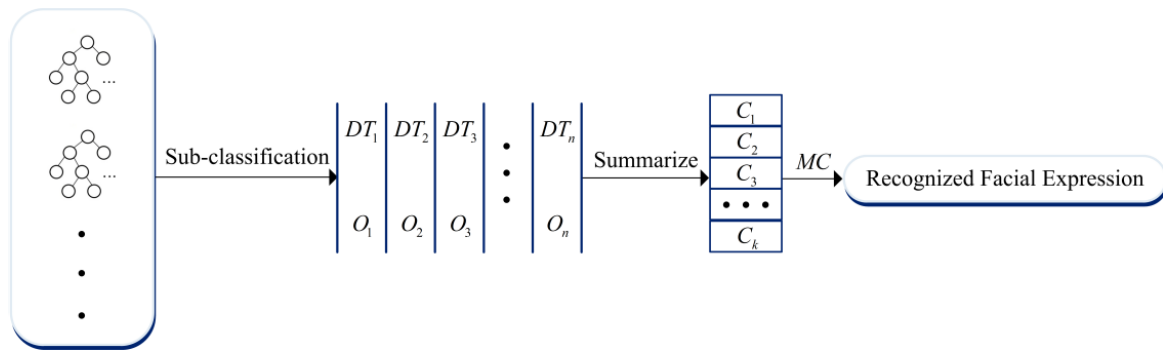 ...
...
Sub-classification
DT₁ DT₂ DT₃ DTₙ
O₁ O₂ O₃ Oₙ
Summarize
C₁
C₂
C₃
Cₖ
MC
Recognized Facial Expression